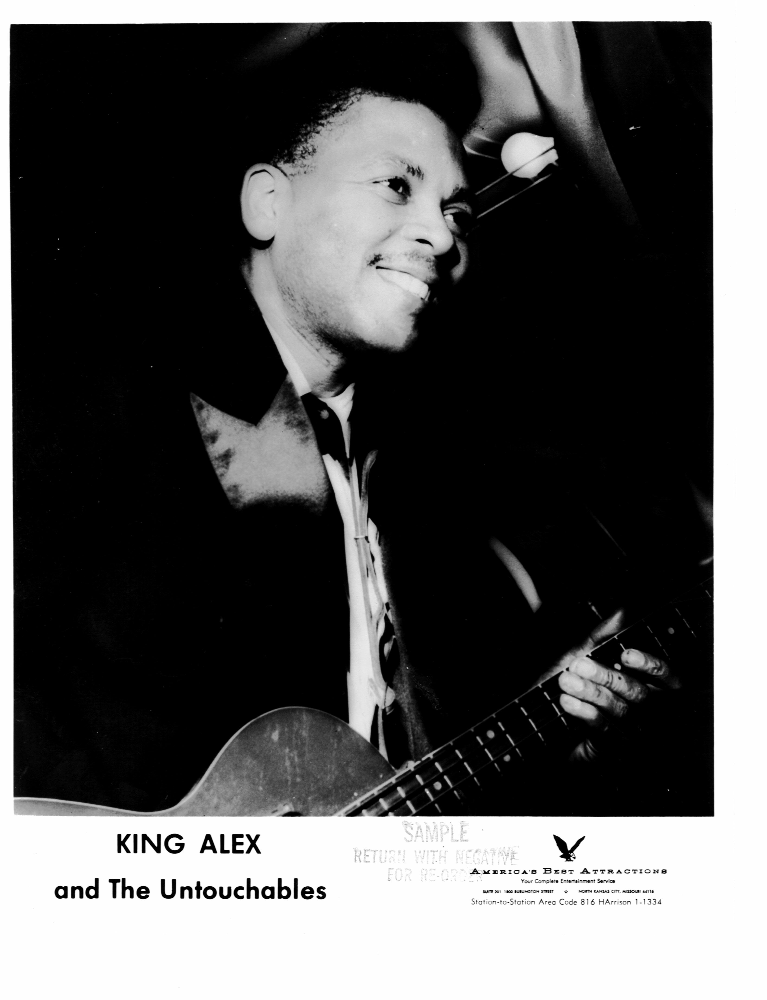 KING ALEX
and The Untouchables
SAMPLE
RETURN WITH NEGATIVE
FOR RE-ORDER
AMERICA'S BEST ATTRACTIONS
Your Complete Entertainment Service
SUITE 201, 1800 BURLINGTON STREET ☆ NORTH KANSAS CITY, MISSOURI 64116
Station-to-Station Area Code 816 HArrison 1-1334